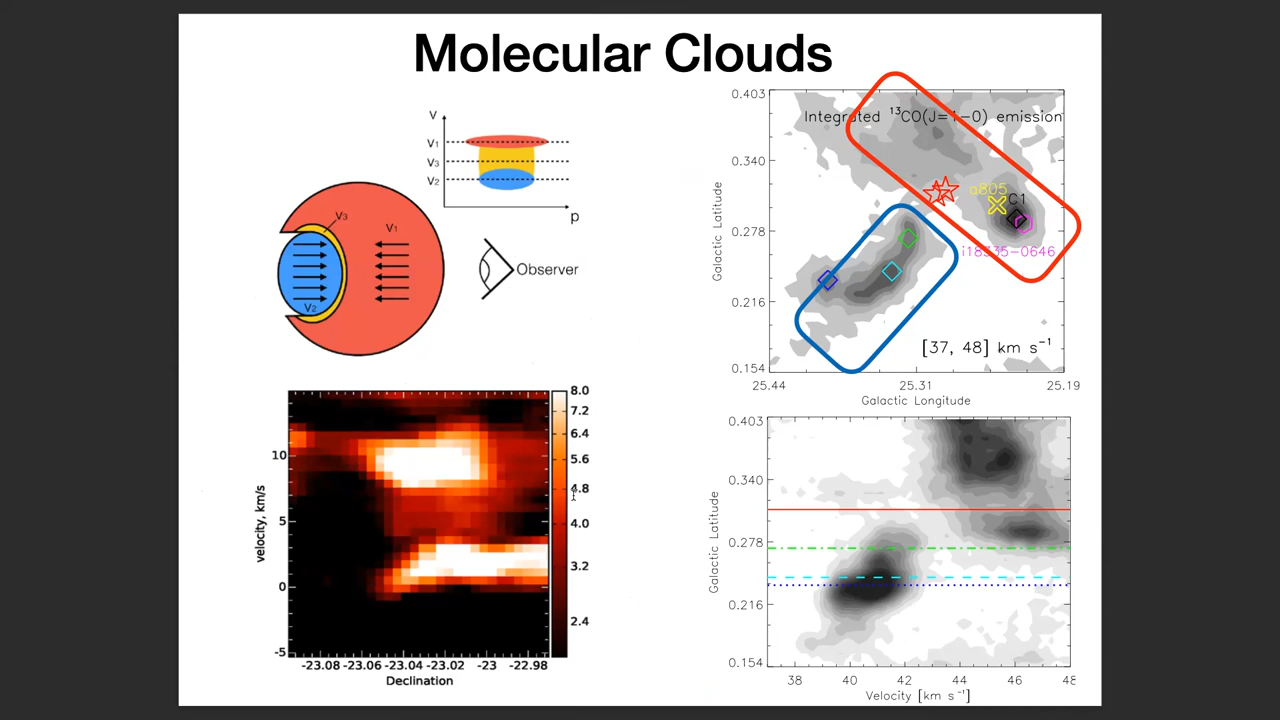 Molecular Clouds
V
V₁
V₃
V₂
p
V₃
V₁
V₂
Observer
8.0
7.2
6.4
5.6
4.8
4.0
3.2
2.4
10
5
0
-5
velocity, km/s
-23.08 -23.06 -23.04 -23.02 -23 -22.98
Declination
0.403
0.340
0.278
0.216
0.154
Galactic Latitude
Integrated ¹³CO(J=1−0) emission
a805
C1
i18335-0646
[37, 48] km s⁻¹
25.44 25.31 25.19
Galactic Longitude
0.403
0.340
0.278
0.216
0.154
Galactic Latitude
38 40 42 44 46 48
Velocity [km s⁻¹]